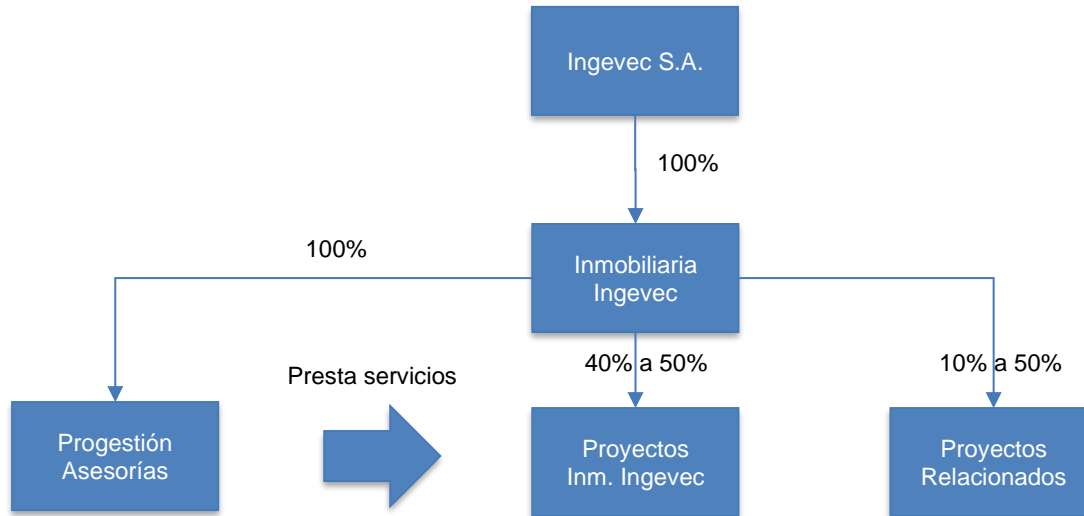 Ingevec S.A.
100%
100%
Inmobiliaria
Ingevec
Presta servicios
40% a 50%
10% a 50%
Progestión
Asesorías
Proyectos
Inm. Ingevec
Proyectos
Relacionados